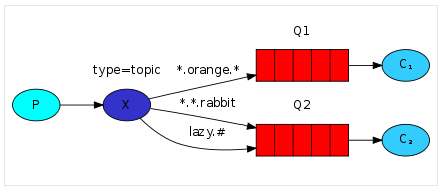 Q1
type=topic
*.orange.*
C₁
P
X
*.*.rabbit
Q2
lazy.#
C₂